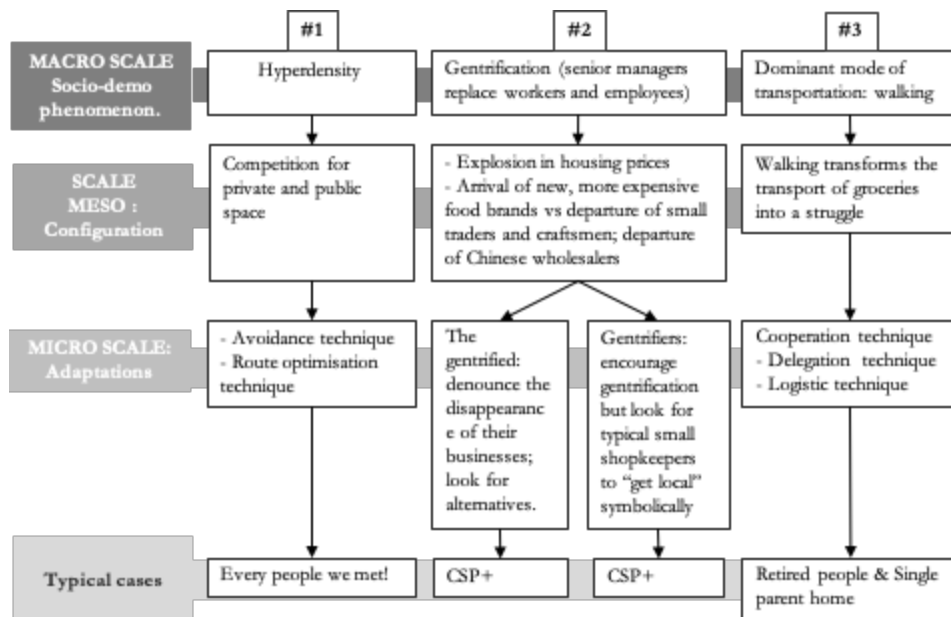 #1
#2
#3
MACRO SCALE
Socio-demo
phenomenon.
Hyperdensity
Gentrification (senior managers
replace workers and employees)
Dominant mode of
transportation: walking
SCALE
MESO :
Configuration
Competition for
private and public
space
- Explosion in housing prices
- Arrival of new, more expensive
food brands vs departure of small
traders and craftsmen; departure
of Chinese wholesalers
Walking transforms the
transport of groceries
into a struggle
MICRO SCALE:
Adaptations
- Avoidance technique
- Route optimisation
technique
The
gentrified:
denounce the
disappearanc
e of their
businesses;
look for
alternatives.
Gentrifiers:
encourage
gentrification
but look for
typical small
shopkeepers
to “get local”
symbolically
Cooperation technique
- Delegation technique
- Logistic technique
Typical cases
Every people we met!
CSP+
CSP+
Retired people & Single
parent home